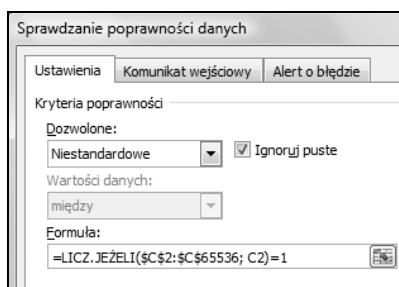 Sprawdzanie poprawności danych
Ustawienia Komunikat wejściowy Alert o błędzie
Kryteria poprawności
Dozwolone:
Niestandardowe Ignoruj puste
Wartości danych:
między
Formuła:
=LICZ.JEŻELI($C$2:$C$65536; C2)=1